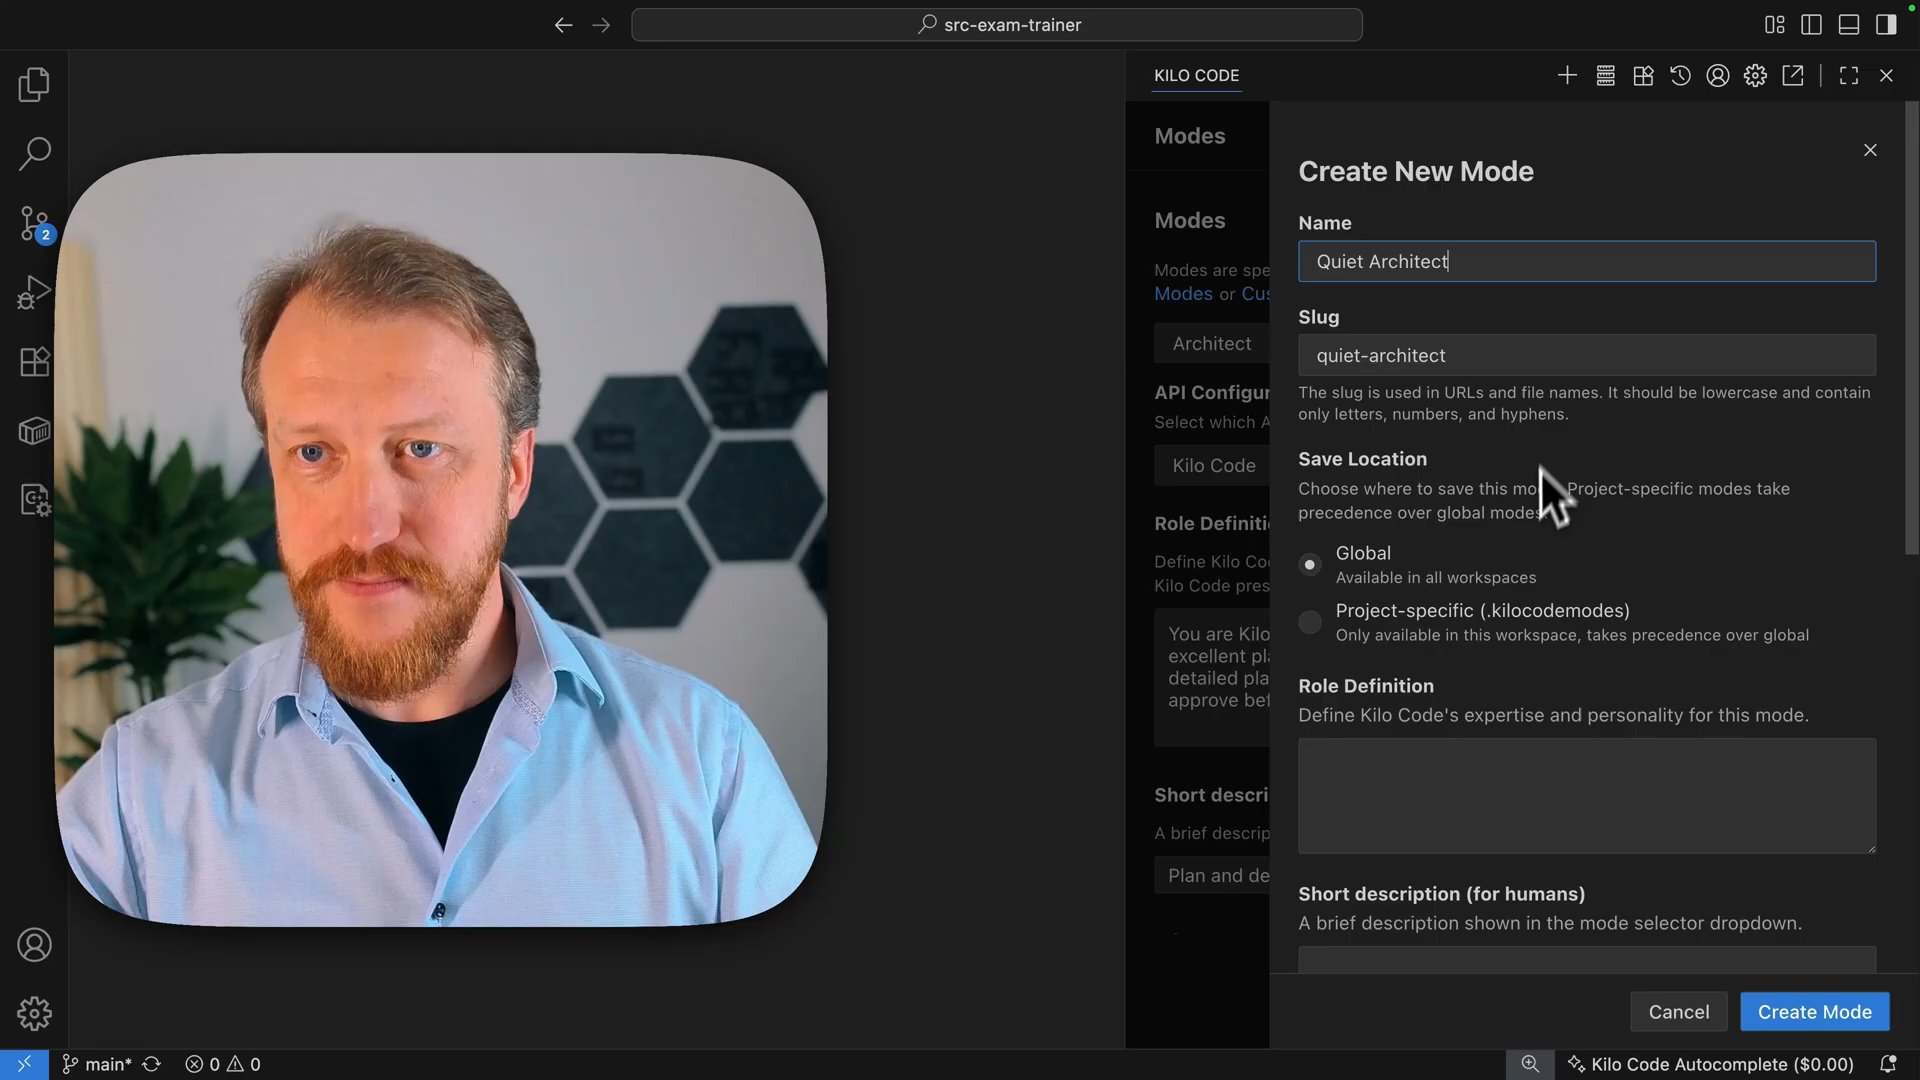 src-exam-trainer
KILO CODE
2
Modes
Modes
Modes are spe
Modes or Cus
Architect
API Configur
Select which A
Kilo Code
Role Definiti
Define Kilo Co
Kilo Code pres
You are Kilo
excellent pl
detailed pla
approve bef
Short descri
A brief descrip
Plan and de
Create New Mode
Name
Quiet Architect
Slug
quiet-architect
The slug is used in URLs and file names. It should be lowercase and contain
only letters, numbers, and hyphens.
Save Location
Choose where to save this mo Project-specific modes take
precedence over global modes
Global
Available in all workspaces
Project-specific (.kilocodemodes)
Only available in this workspace, takes precedence over global
Role Definition
Define Kilo Code's expertise and personality for this mode.
Short description (for humans)
A brief description shown in the mode selector dropdown.
Cancel
Create Mode
main*
0
0
Kilo Code Autocomplete ($0.00)